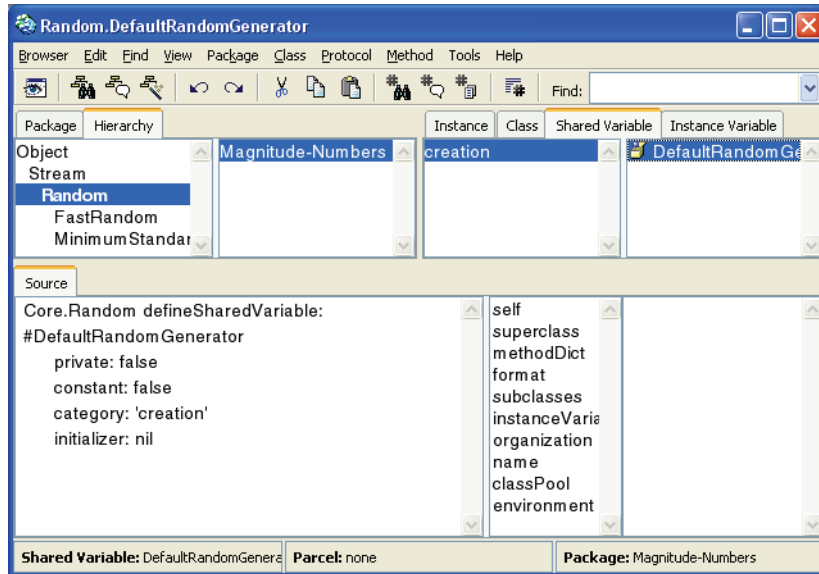 Random.DefaultRandomGenerator
Browser Edit Find View Package Class Protocol Method Tools Help
Find:
Package Hierarchy Instance Class Shared Variable Instance Variable
Object
Stream
Random
FastRandom
MinimumStandar
Magnitude-Numbers
creation
DefaultRandomGe
Source
Core.Random defineSharedVariable:
#DefaultRandomGenerator
private: false
constant: false
category: 'creation'
initializer: nil
self
superclass
methodDict
format
subclasses
instanceVaria
organization
name
classPool
environment
Shared Variable: DefaultRandomGenera Parcel: none Package: Magnitude-Numbers